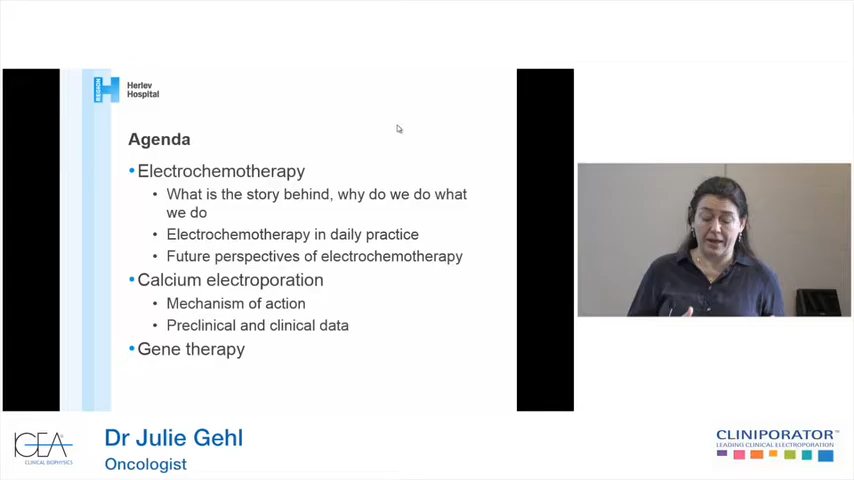 REGION
Herlev
Hospital
Agenda
•Electrochemotherapy
• What is the story behind, why do we do what
we do
• Electrochemotherapy in daily practice
• Future perspectives of electrochemotherapy
•Calcium electroporation
• Mechanism of action
• Preclinical and clinical data
•Gene therapy
IGEA
CLINICAL BIOPHYSICS
Dr Julie Gehl
Oncologist
CLINIPORATOR™
LEADING CLINICAL ELECTROPORATION